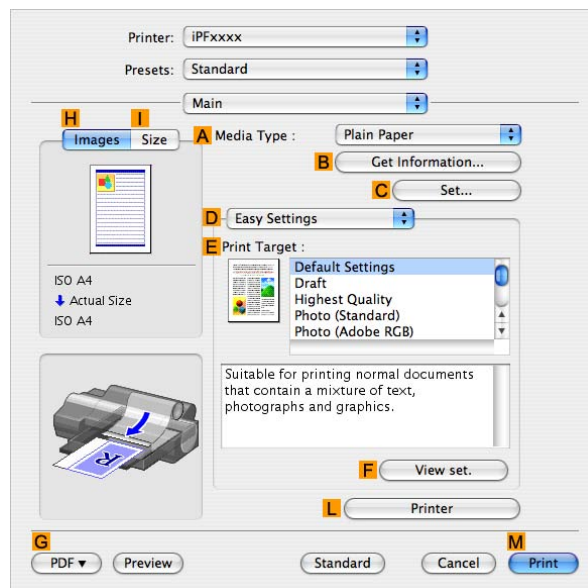 Printer: iPFxxxx
Presets: Standard
Main
H I
Images Size
A Media Type : Plain Paper
B Get Information...
C Set...
D Easy Settings
E Print Target :
Default Settings
Draft
Highest Quality
Photo (Standard)
Photo (Adobe RGB)
ISO A4
Actual Size
ISO A4
Suitable for printing normal documents
that contain a mixture of text,
photographs and graphics.
R
F View set.
L Printer
G M
PDF Preview Standard Cancel Print